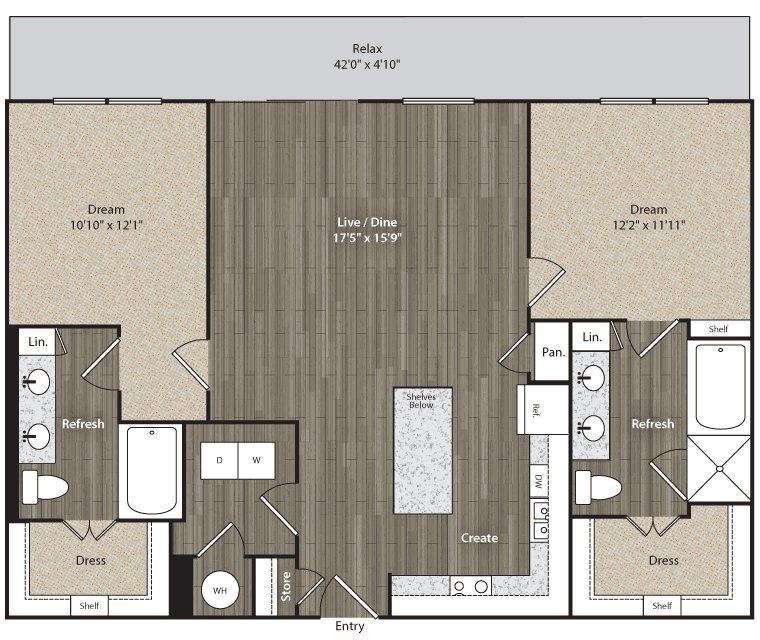 Relax
42'0" x 4'10"
Dream
10'10" x 12'1"
Live / Dine
17'5" x 15'9"
Dream
12'2" x 11'11"
Lin.
Pan.
Lin.
Shelf
Refresh
Shelves
Below
Ref.
Refresh
D
W
DW
Create
Dress
WH
Store
Dress
Shelf
Shelf
Entry